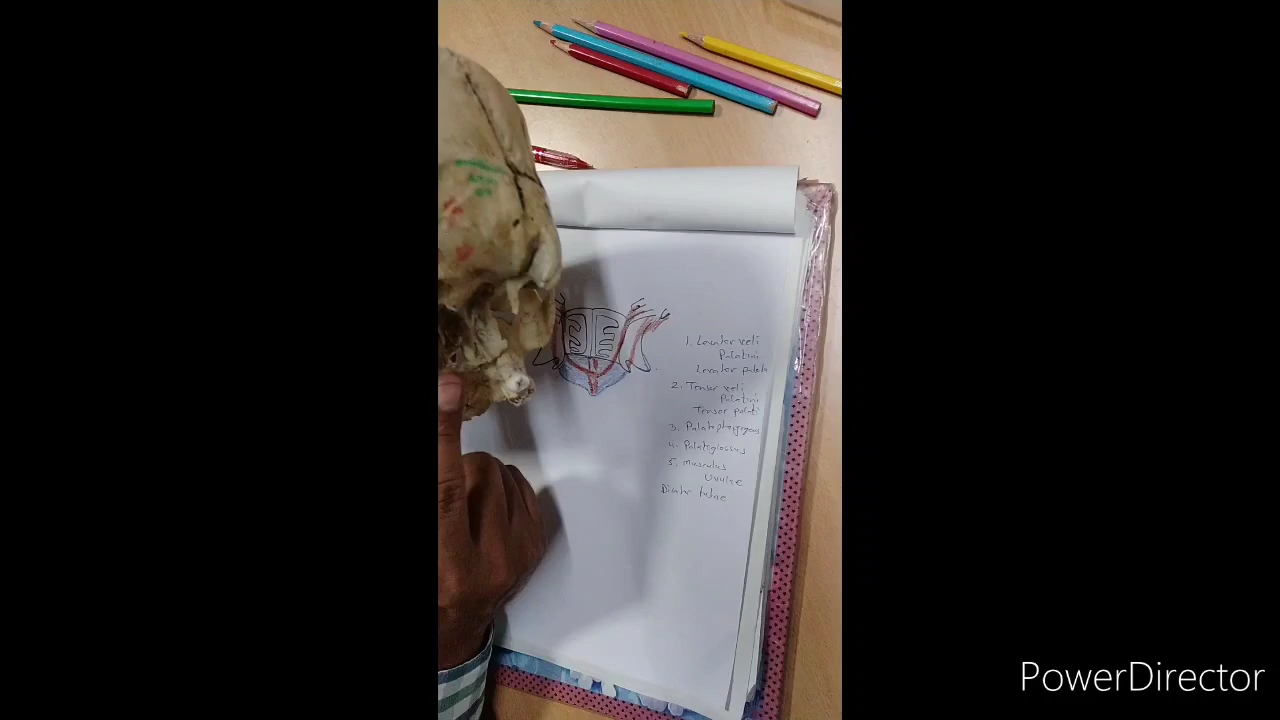 1. Levator veli
Palatini
Levator palati
2. Tensor veli
Palatini
Tensor palati
3. Palatopharyngeus
4. Palatoglossus
5. Musculus
Uvulae
tubae
PowerDirector